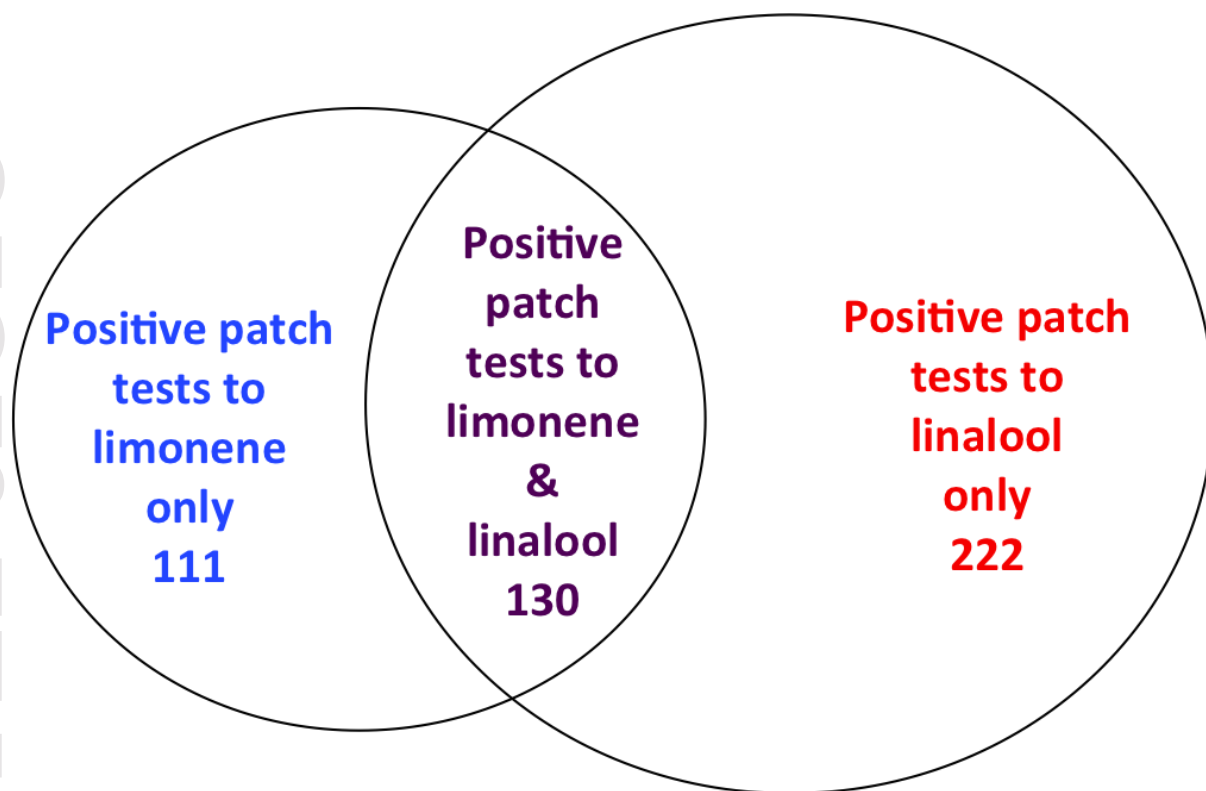 Positive patch
tests to
limonene
only
111
Positive
patch
tests to
limonene
&
linalool
130
Positive patch
tests to
linalool
only
222